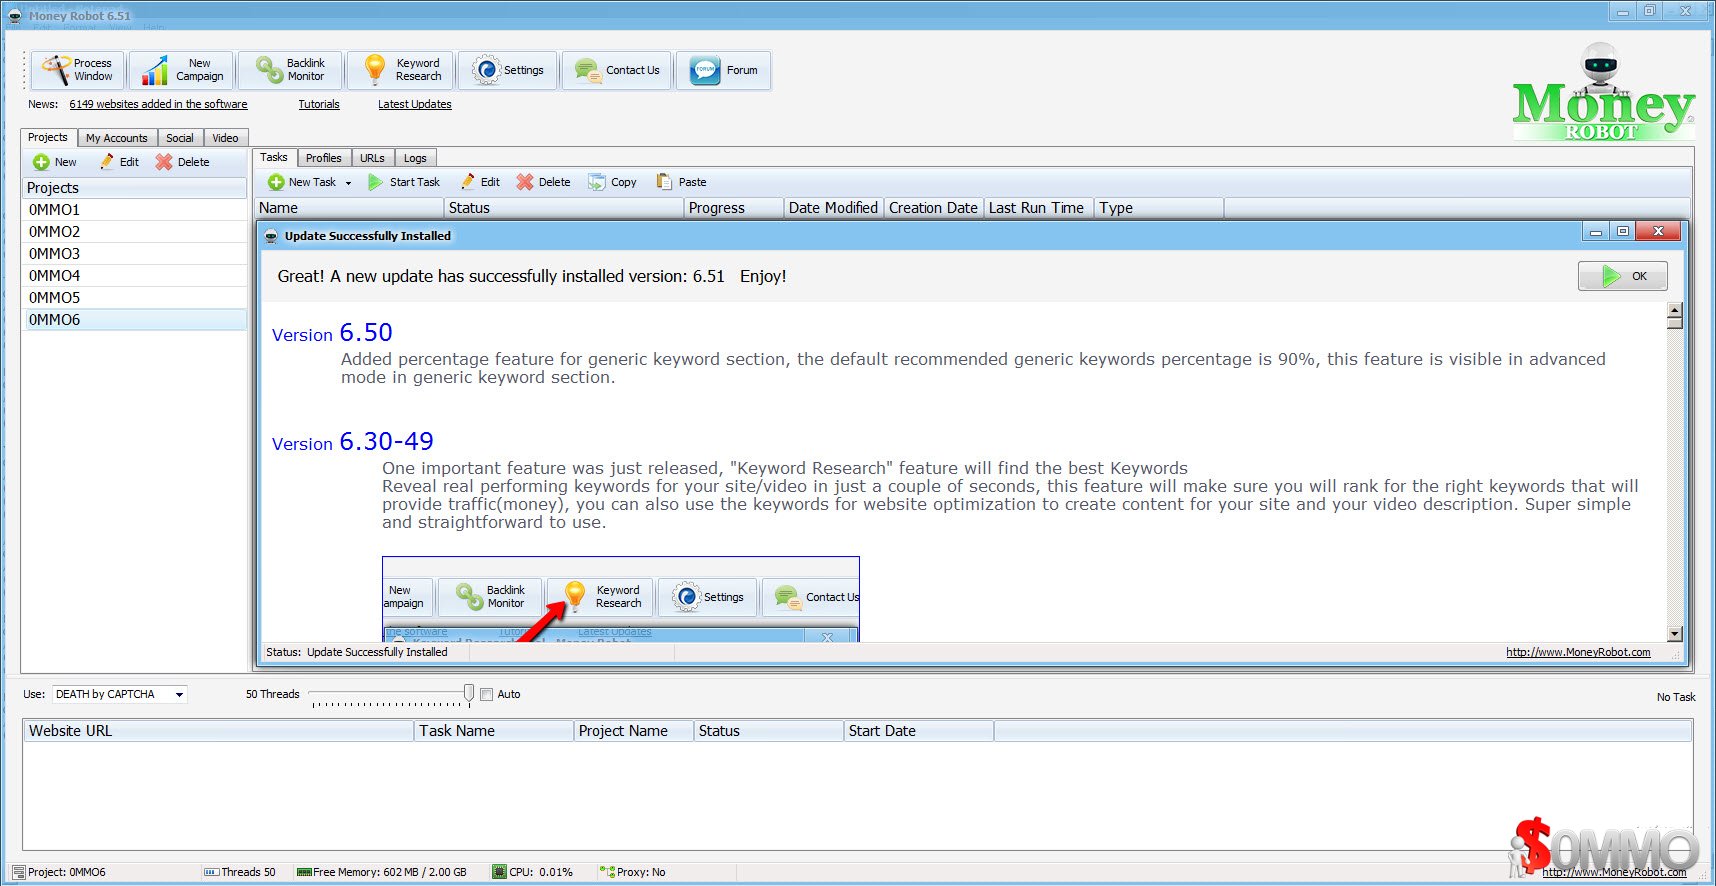 Money Robot 6.51
Process Window
New Campaign
Backlink Monitor
Keyword Research
Settings
Contact Us
Forum
News: 6149 websites added in the software Tutorials Latest Updates
Money
ROBOT
Projects My Accounts Social Video
New Edit Delete
Projects
0MMO1
0MMO2
0MMO3
0MMO4
0MMO5
0MMO6
Tasks Profiles URLs Logs
New Task Start Task Edit Delete Copy Paste
Name Status Progress Date Modified Creation Date Last Run Time Type
Update Successfully Installed
Great! A new update has successfully installed version: 6.51 Enjoy!
OK
Version 6.50
Added percentage feature for generic keyword section, the default recommended generic keywords percentage is 90%, this feature is visible in advanced
mode in generic keyword section.
Version 6.30-49
One important feature was just released, "Keyword Research" feature will find the best Keywords
Reveal real performing keywords for your site/video in just a couple of seconds, this feature will make sure you will rank for the right keywords that will
provide traffic(money), you can also use the keywords for website optimization to create content for your site and your video description. Super simple
and straightforward to use.
New
ampaign
Backlink
Monitor
Keyword
Research
Settings
Contact Us
the software Latest Updates
Status: Update Successfully Installed
http://www.MoneyRobot.com
Use: DEATH by CAPTCHA 50 Threads Auto
No Task
Website URL Task Name Project Name Status Start Date
$0MMO
Project: 0MMO6 Threads 50 Free Memory: 602 MB / 2.00 GB CPU: 0.01% Proxy: No
http://www.MoneyRobot.com